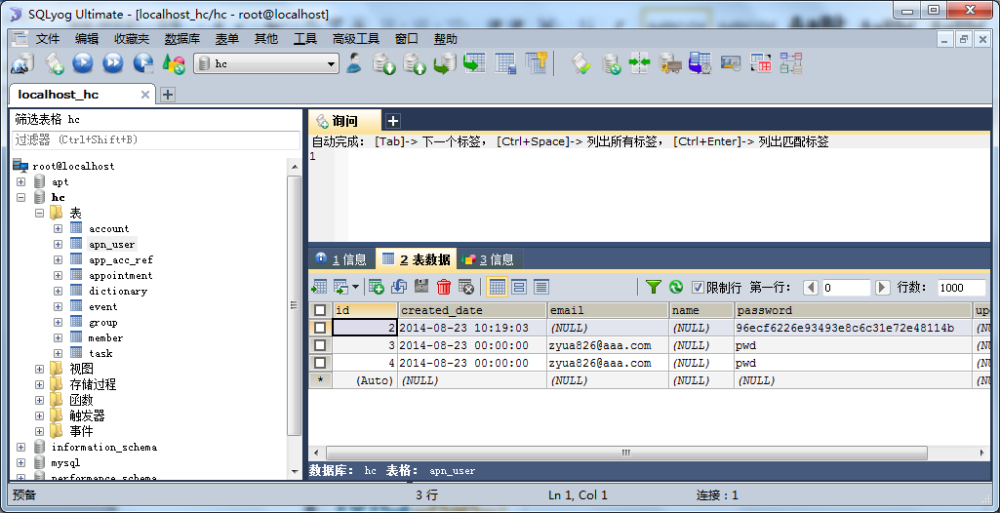 SQLyog Ultimate - [localhost_hc/hc - root@localhost]
文件 编辑 收藏夹 数据库 表单 其他 工具 高级工具 窗口 帮助
hc
localhost_hc
筛选表格 hc
过滤器 (Ctrl+Shift+B)
root@localhost
apt
hc
表
account
apn_user
app_acc_ref
appointment
dictionary
event
group
member
task
视图
存储过程
函数
触发器
事件
information_schema
mysql
performance_schema
询问
自动完成: [Tab]-> 下一个标签, [Ctrl+Space]-> 列出所有标签, [Ctrl+Enter]-> 列出匹配标签
1
1 信息 2 表数据 3 信息
限制行 第一行: 0 行数: 1000
id created_date email name password
2 2014-08-23 10:19:03 (NULL) (NULL) 96ecf6226e93493e8c6c31e72e48114b
3 2014-08-23 00:00:00 zyua826@aaa.com (NULL) pwd
4 2014-08-23 00:00:00 zyua826@aaa.com (NULL) pwd
* (Auto) (NULL) (NULL) (NULL) (NULL)
数据库: hc 表格: apn_user
预备 3 行 Ln 1, Col 1 连接 : 1